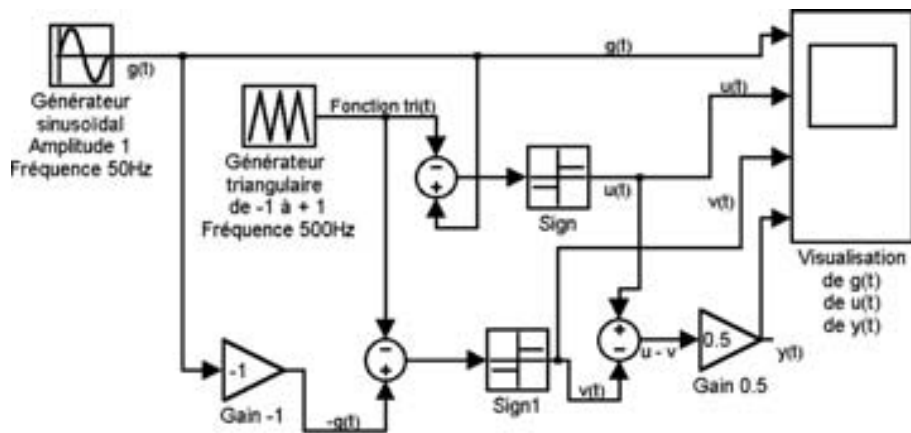 g(t)
Générateur
sinusoïdal
Amplitude 1
Fréquence 50Hz
Fonction tri(t)
Générateur
triangulaire
de -1 à + 1
Fréquence 500Hz
g(t)
u(t)
v(t)
-
+
Sign
u(t)
Visualisation
de g(t)
de u(t)
de y(t)
-
+
Sign1
v(t)
+
-
u - v
0.5
Gain 0.5
y(t)
-1
Gain -1
-g(t)